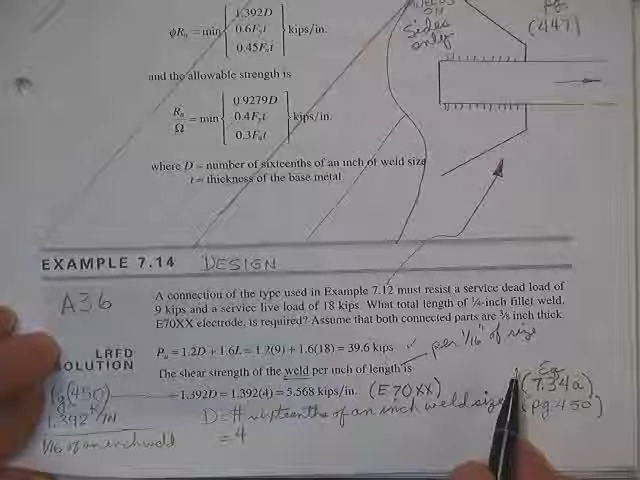 WELDS
ON
sides
only
pg.
(447)
ϕRₙ = min { 1.392D
0.6Fᵧt
0.45Fᵤt } kips/in.
and the allowable strength is
Rₙ/Ω = min { 0.9279D
0.4Fᵧt
0.3Fᵤt } kips/in.
where D = number of sixteenths of an inch of weld size
t = thickness of the base metal
EXAMPLE 7.14 DESIGN
A36
A connection of the type used in Example 7.12 must resist a service dead load of
9 kips and a service live load of 18 kips. What total length of ¼-inch fillet weld,
E70XX electrode, is required? Assume that both connected parts are ⅜ inch thick.
LRFD
SOLUTION
Pᵤ = 1.2D + 1.6L = 1.2(9) + 1.6(18) = 39.6 kips ✓ per 1/16" of size
The shear strength of the weld per inch of length is
1.392D = 1.392(4) = 5.568 kips/in. (E70XX)
Eq
(7.34a)
pg 450)
D = # sixteenths of an inch weld size
= 4
(pg 450)
1.392 k/IN
1/16 of an inch weld